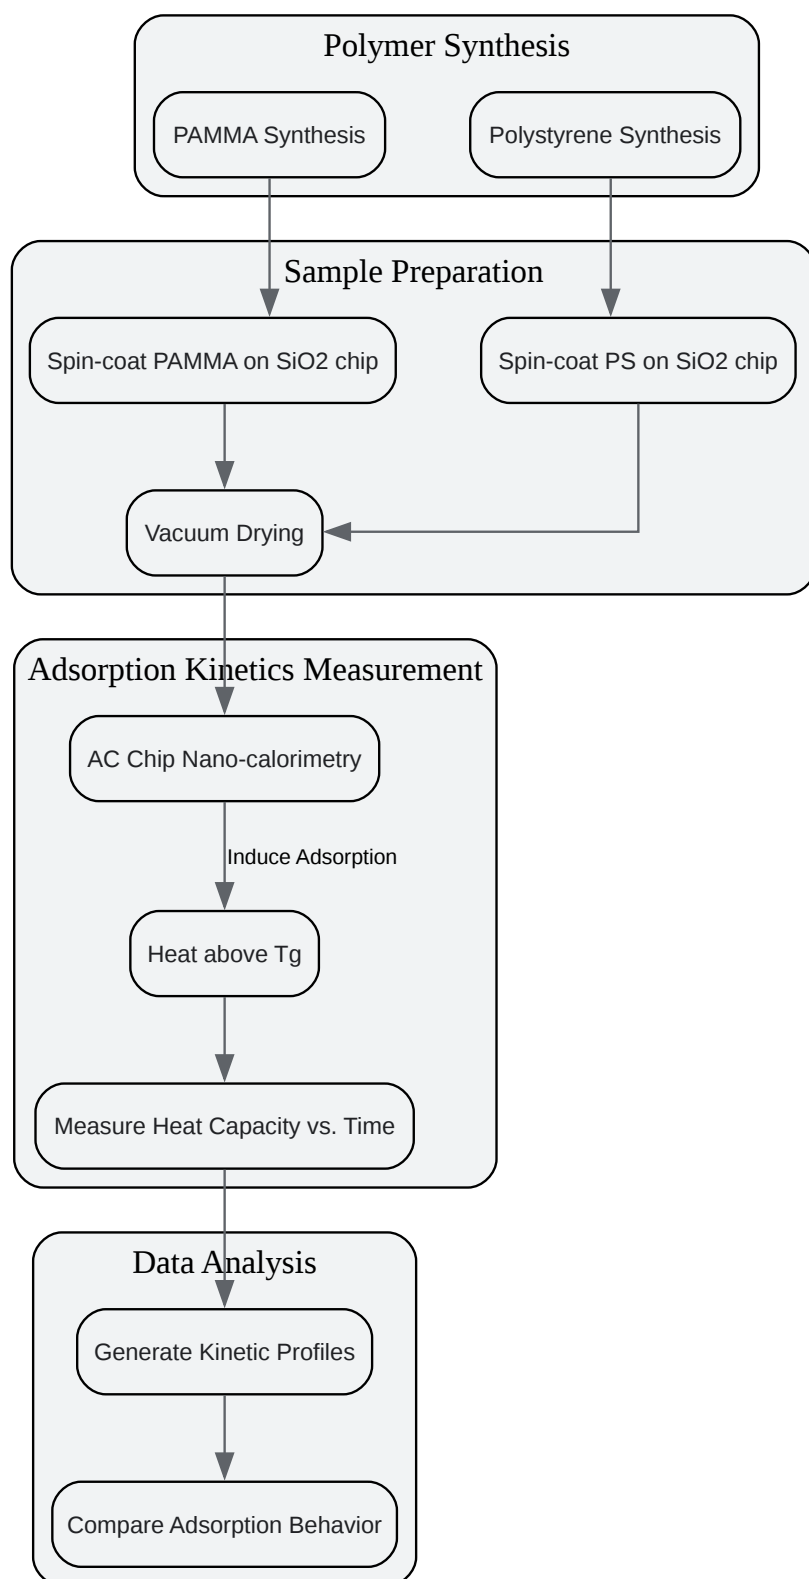 Polymer Synthesis
PAMMA Synthesis
Polystyrene Synthesis
Sample Preparation
Spin-coat PAMMA on SiO2 chip
Spin-coat PS on SiO2 chip
Vacuum Drying
Adsorption Kinetics Measurement
AC Chip Nano-calorimetry
Induce Adsorption
Heat above Tg
Measure Heat Capacity vs. Time
Data Analysis
Generate Kinetic Profiles
Compare Adsorption Behavior